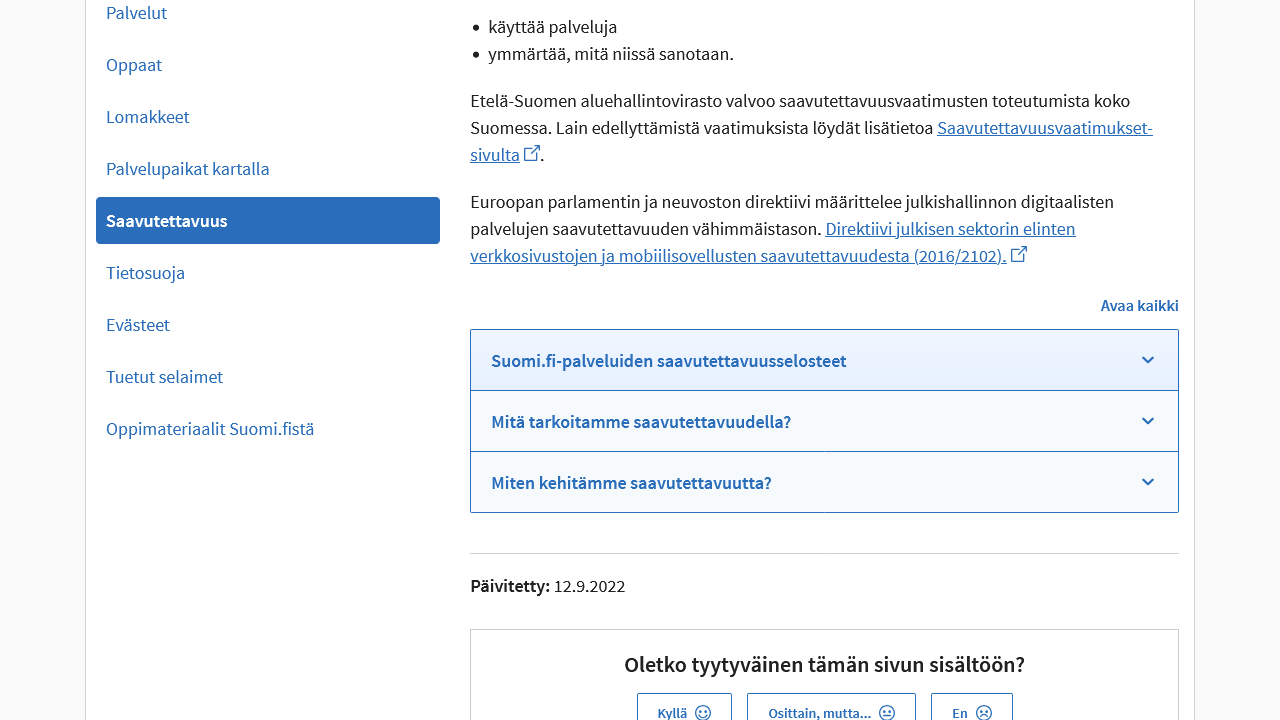 Palvelut
Oppaat
Lomakkeet
Palvelupaikat kartalla
Saavutettavuus
Tietosuoja
Evästeet
Tuetut selaimet
Oppimateriaalit Suomi.fistä
• käyttää palveluja
• ymmärtää, mitä niissä sanotaan.
Etelä-Suomen aluehallintovirasto valvoo saavutettavuusvaatimusten toteutumista koko
Suomessa. Lain edellyttämistä vaatimuksista löydät lisätietoa Saavutettavuusvaatimukset-
sivulta.
Euroopan parlamentin ja neuvoston direktiivi määrittelee julkishallinnon digitaalisten
palvelujen saavutettavuuden vähimmäistason. Direktiivi julkisen sektorin elinten
verkkosivustojen ja mobiilisovellusten saavutettavuudesta (2016/2102).
Avaa kaikki
Suomi.fi-palveluiden saavutettavuusselosteet
Mitä tarkoitamme saavutettavuudella?
Miten kehitämme saavutettavuutta?
Päivitetty: 12.9.2022
Oletko tyytyväinen tämän sivun sisältöön?
Kyllä
Osittain, mutta...
En